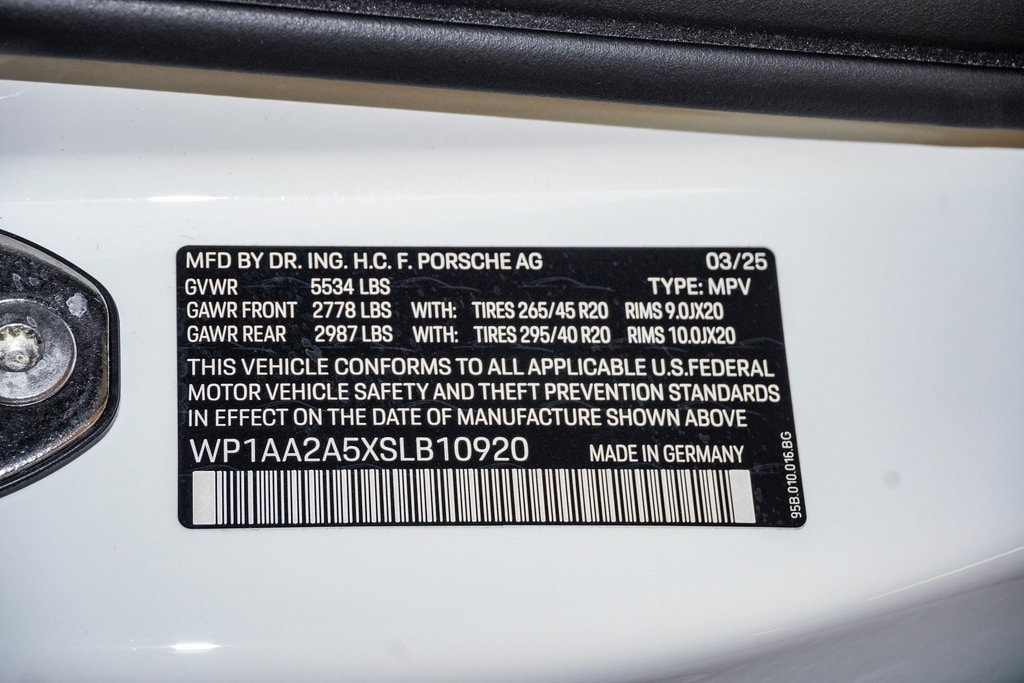 MFD BY DR. ING. H.C. F. PORSCHE AG 03/25
GVWR 5534 LBS TYPE: MPV
GAWR FRONT 2778 LBS WITH: TIRES 265/45 R20 RIMS 9.0JX20
GAWR REAR 2987 LBS WITH: TIRES 295/40 R20 RIMS 10.0JX20
THIS VEHICLE CONFORMS TO ALL APPLICABLE U.S.FEDERAL
MOTOR VEHICLE SAFETY AND THEFT PREVENTION STANDARDS
IN EFFECT ON THE DATE OF MANUFACTURE SHOWN ABOVE
WP1AA2A5XSLB10920 MADE IN GERMANY
95B.010.016.BG